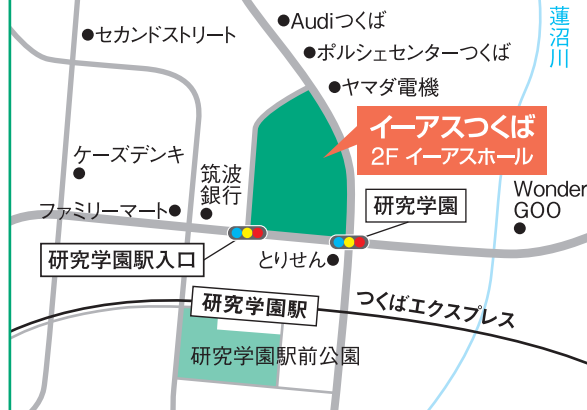 ●Audiつくば
●セカンドストリート
●ポルシェセンターつくば
●ヤマダ電機
蓮沼川
イーアスつくば
2F イーアスホール
ケーズデンキ
筑波
銀行
ファミリーマート●
研究学園
Wonder
GOO
研究学園駅入口
とりせん●
研究学園駅
つくばエクスプレス
研究学園駅前公園